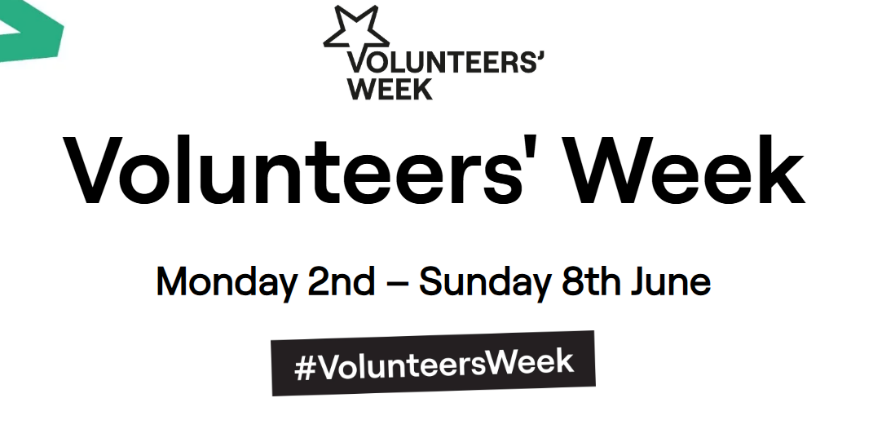 VOLUNTEERS’
WEEK
Volunteers' Week
Monday 2nd – Sunday 8th June
#VolunteersWeek